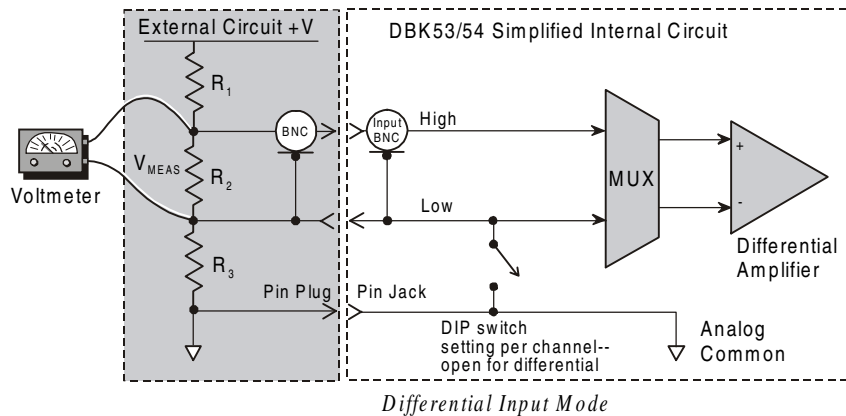 External Circuit +V
DBK53/54 Simplified Internal Circuit
R1
BNC
Input
BNC
High
VMEAS
R2
MUX
+
-
Voltmeter
Low
Differential
Amplifier
R3
Pin Plug
Pin Jack
DIP switch
setting per channel--
open for differential
Analog
Common
Differential Input Mode